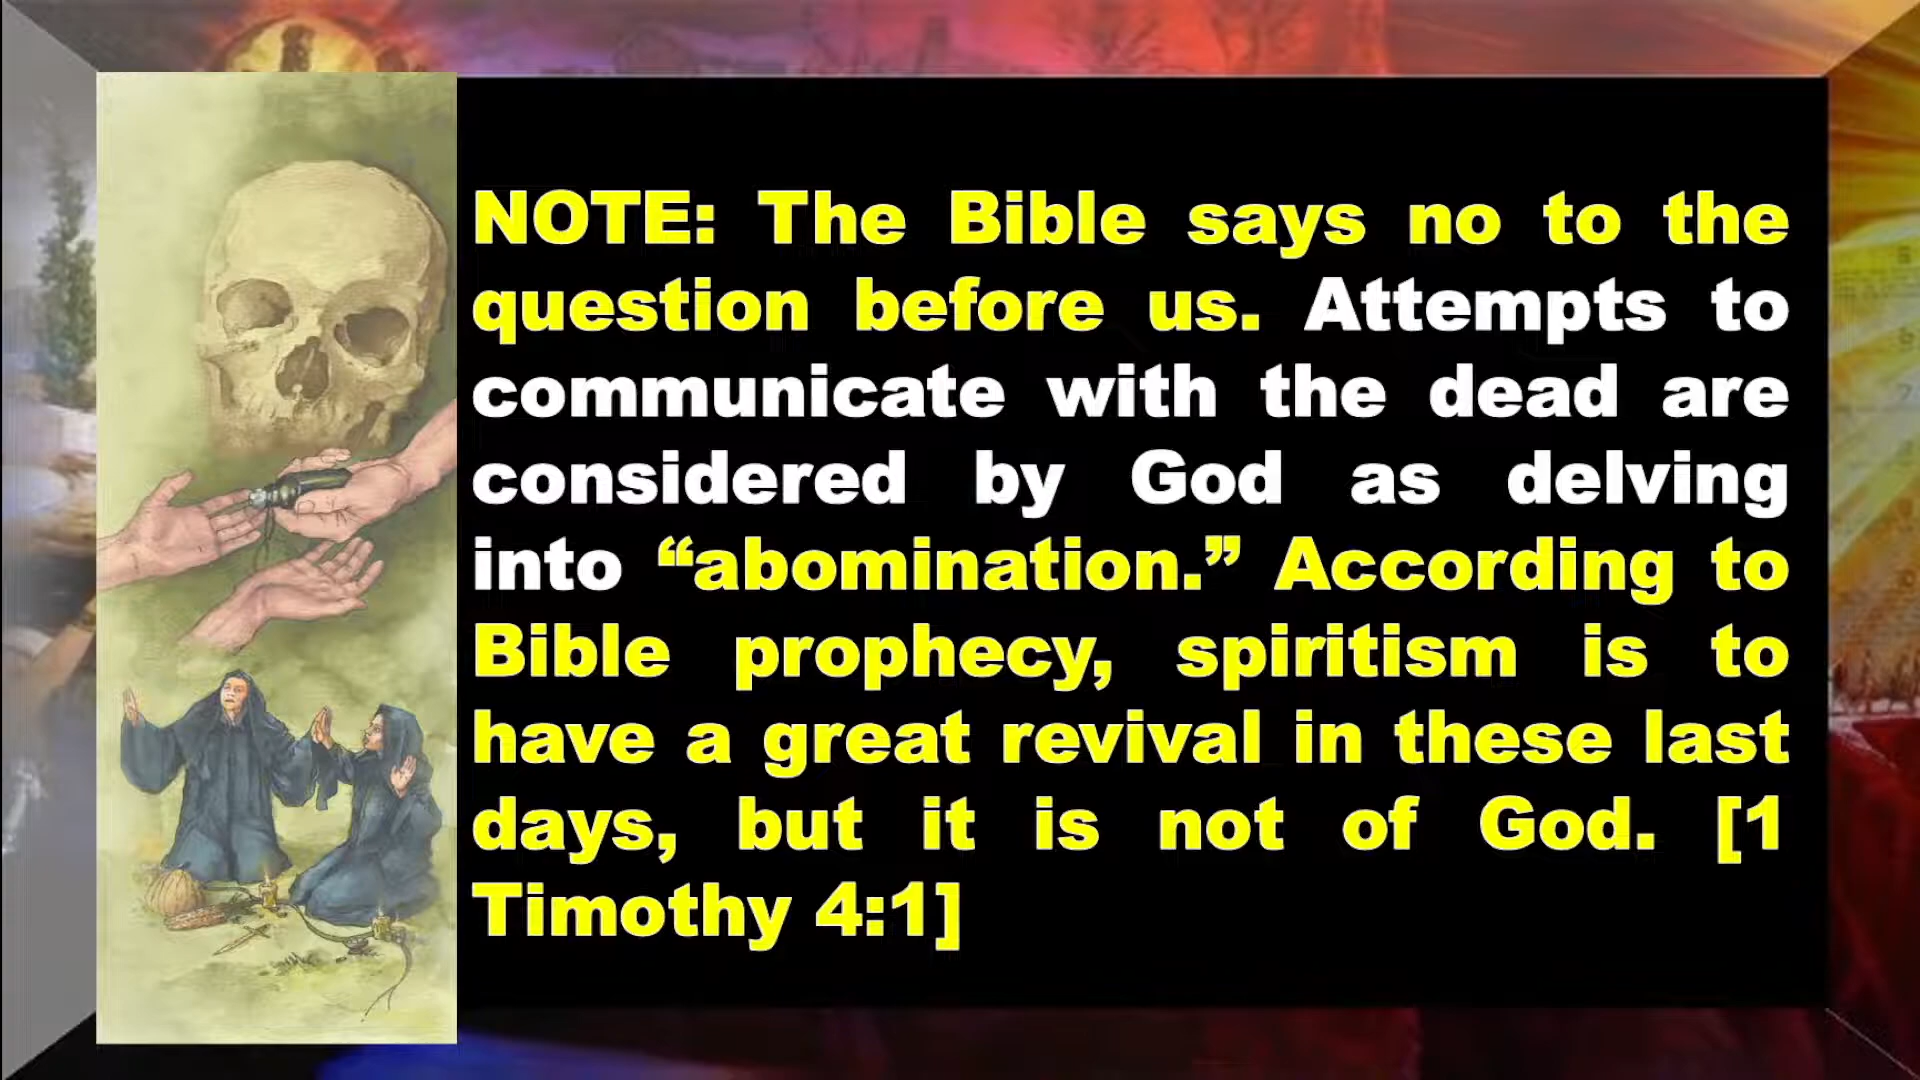 NOTE: The Bible says no to the
question before us. Attempts to
communicate with the dead are
considered by God as delving
into “abomination.” According to
Bible prophecy, spiritism is to
have a great revival in these last
days, but it is not of God. [1
Timothy 4:1]